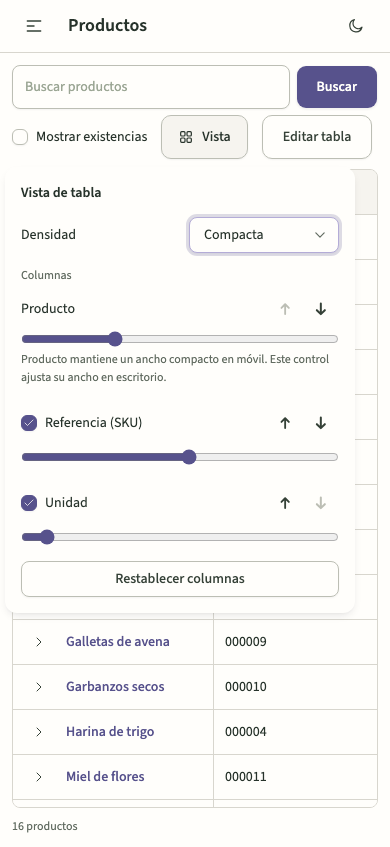 Productos
Buscar productos
Buscar
Mostrar existencias
Vista
Editar tabla
Vista de tabla
Densidad
Compacta
Columnas
Producto
Producto mantiene un ancho compacto en móvil. Este control
ajusta su ancho en escritorio.
Referencia (SKU)
Unidad
Restablecer columnas
Galletas de avena 000009
Garbanzos secos 000010
Harina de trigo 000004
Miel de flores 000011
16 productos